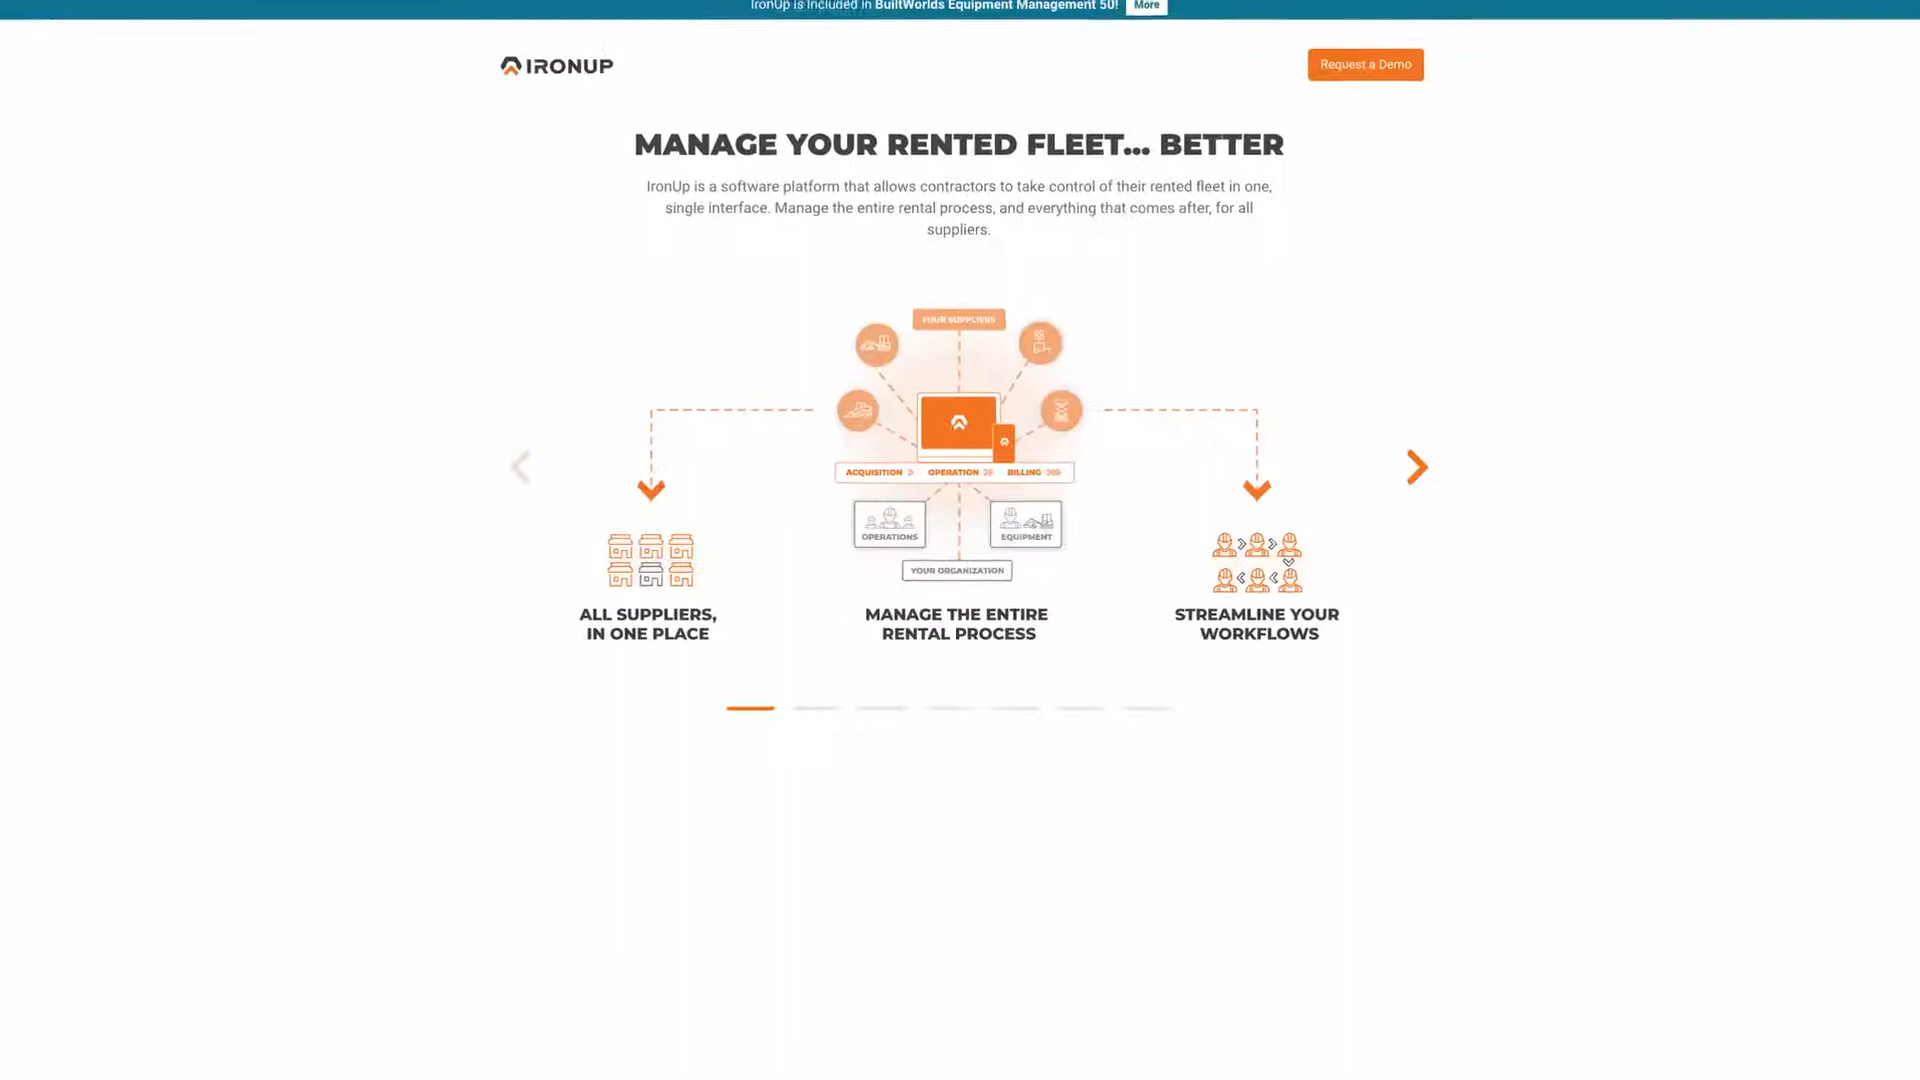 IronUp is Included in BuiltWorlds Equipment Management 50! More
IRONUP
Request a Demo
MANAGE YOUR RENTED FLEET... BETTER
IronUp is a software platform that allows contractors to take control of their rented fleet in one,
single interface. Manage the entire rental process, and everything that comes after, for all
suppliers.
YOUR SUPPLIERS
ACQUISITION OPERATION BILLING
OPERATIONS
EQUIPMENT
YOUR ORGANIZATION
ALL SUPPLIERS,
IN ONE PLACE
MANAGE THE ENTIRE
RENTAL PROCESS
STREAMLINE YOUR
WORKFLOWS